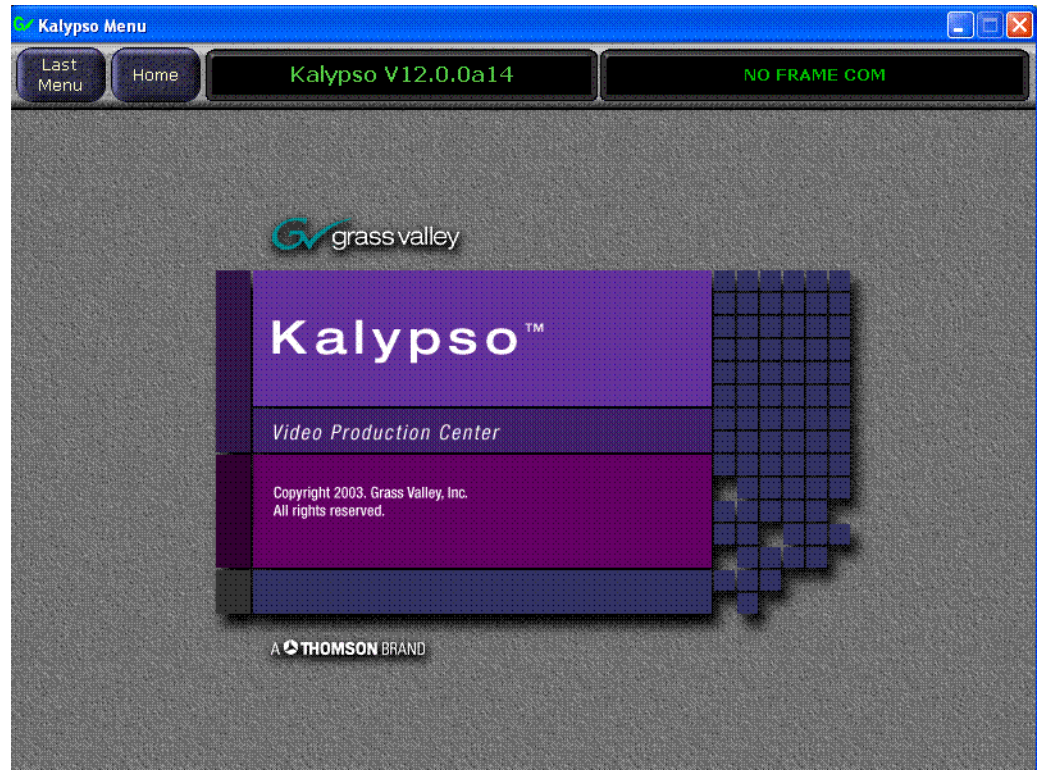 Kalypso Menu
Last
Menu
Home
Kalypso V12.0.0a14
NO FRAME COM
grass valley
Kalypso™
Video Production Center
Copyright 2003. Grass Valley, Inc.
All rights reserved.
A THOMSON BRAND